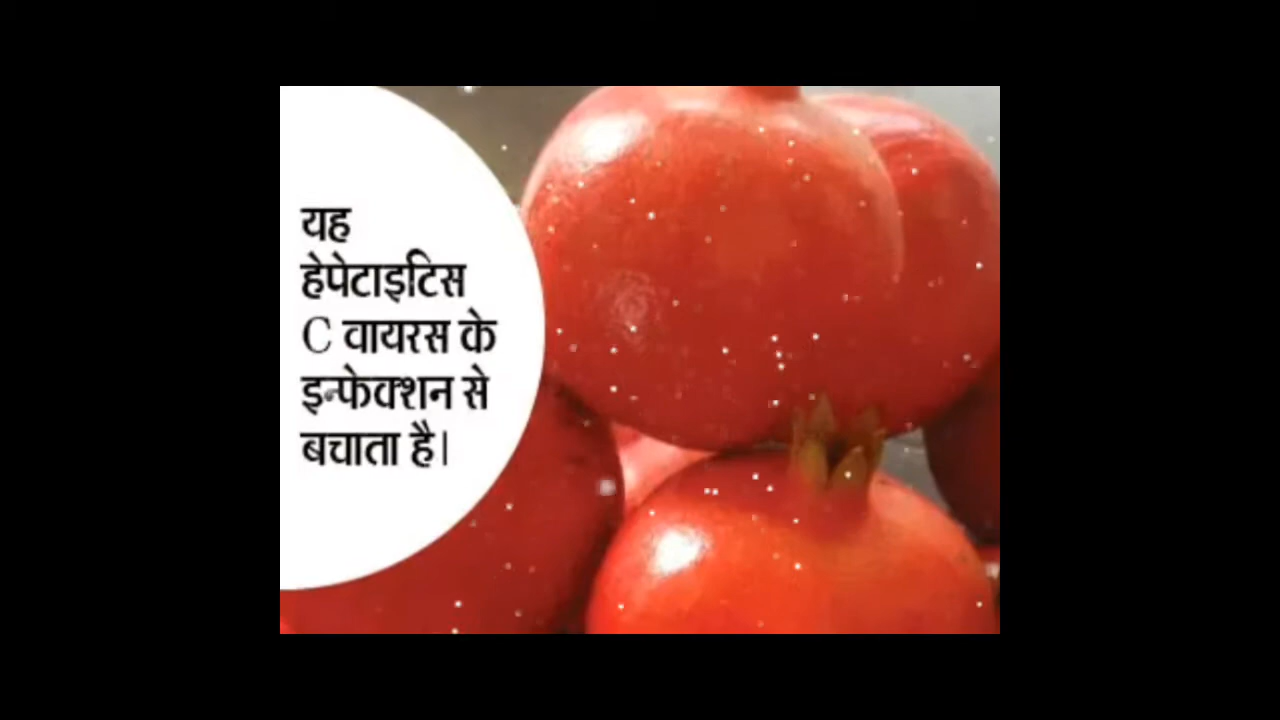 यह
हेपेटाइटिस
C वायरस के
इन्फेक्शन से
बचाता है।